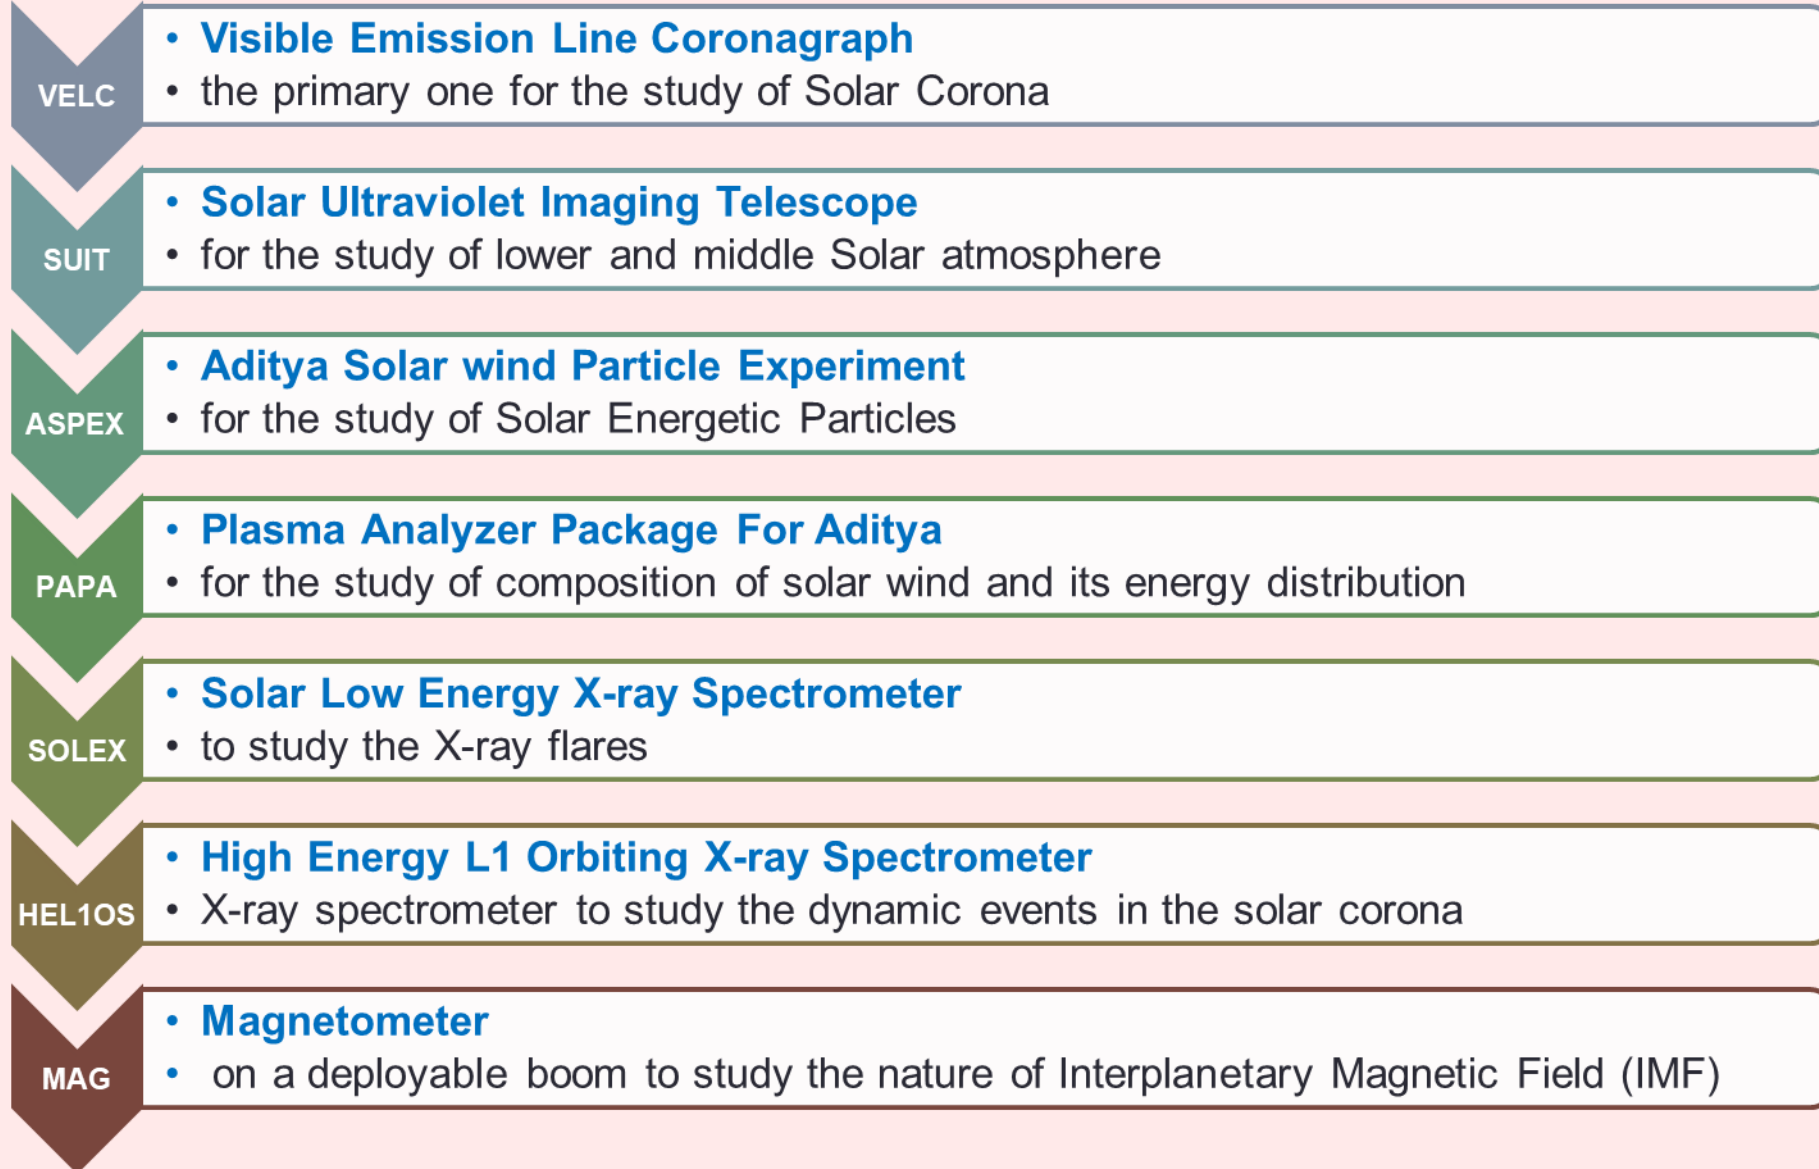 VELC
• Visible Emission Line Coronagraph
• the primary one for the study of Solar Corona
SUIT
• Solar Ultraviolet Imaging Telescope
• for the study of lower and middle Solar atmosphere
ASPEX
• Aditya Solar wind Particle Experiment
• for the study of Solar Energetic Particles
PAPA
• Plasma Analyzer Package For Aditya
• for the study of composition of solar wind and its energy distribution
SOLEX
• Solar Low Energy X-ray Spectrometer
• to study the X-ray flares
HEL1OS
• High Energy L1 Orbiting X-ray Spectrometer
• X-ray spectrometer to study the dynamic events in the solar corona
MAG
• Magnetometer
• on a deployable boom to study the nature of Interplanetary Magnetic Field (IMF)